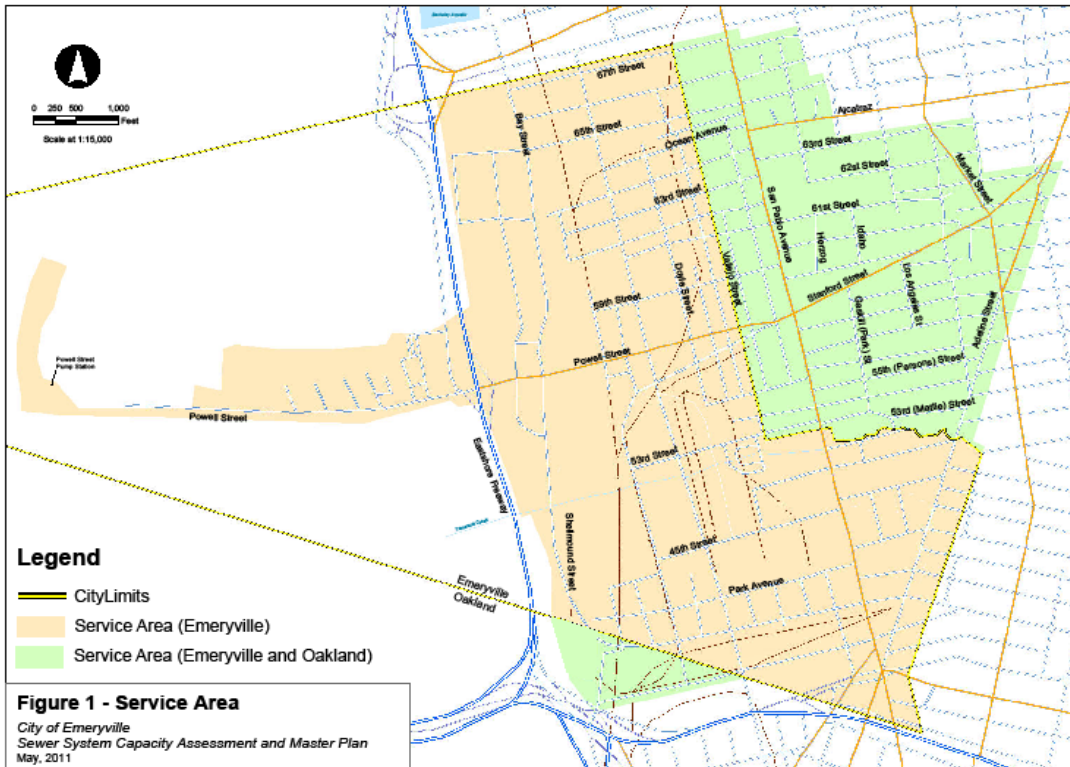 67th Street
Bay Street
65th Street
Ocean Avenue
Alcatraz
63rd Street
62st Street
Market Street
63rd Street
San Pablo Avenue
61st Street
Herzog
Idaho
Vallejo Street
Doyle Street
Stanford Street
Los Angeles St
59th Street
Gaskill (Park) St
Adeline Street
Powell Street
55th (Parsons) Street
Powell Street
Pump Station
Powell Street
53rd (Mattie) Street
53rd Street
Eastshore Freeway
Shellmound Street
45th Street
Park Avenue
Emeryville
Oakland
0 250 500 1,000
Feet
Scale at 1:15,000
Legend
CityLimits
Service Area (Emeryville)
Service Area (Emeryville and Oakland)
Figure 1 - Service Area
City of Emeryville
Sewer System Capacity Assessment and Master Plan
May, 2011